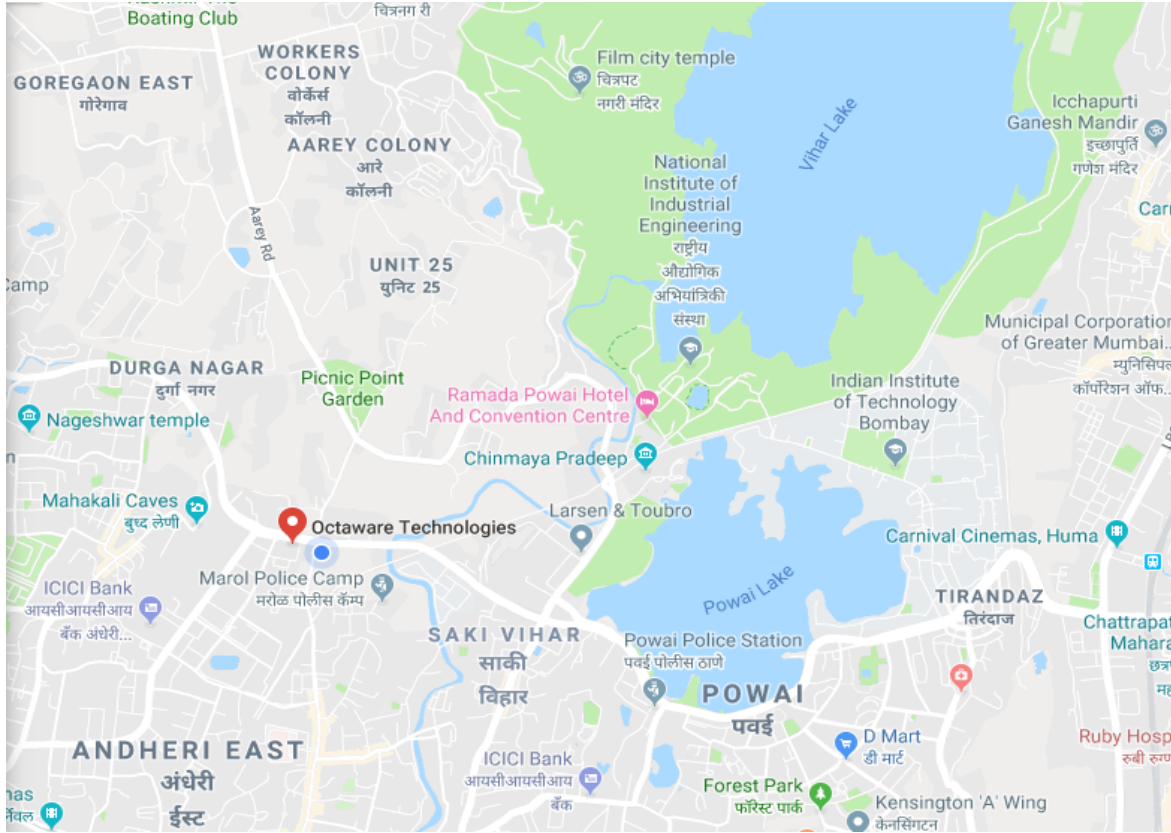 Boating Club
चित्रनग री
WORKERS
COLONY
वोर्कर्स
कॉलनी
GOREGAON EAST
गोरेगाव
AAREY COLONY
आरे
कॉलनी
Film city temple
चित्रपट
नगरी मंदिर
Vihar Lake
Icchapurti
Ganesh Mandir
इच्छापुर्ति
गणेश मंदिर
National
Institute of
Industrial
Engineering
राष्ट्रीय
औद्योगिक
अभियांत्रिकी
संस्था
Aarey Rd
UNIT 25
युनिट 25
Camp
Municipal Corporation
of Greater Mumbai...
म्युनिसिपल
कॉर्पोरेशन ऑफ...
DURGA NAGAR
दुर्गा नगर
Picnic Point
Garden
Ramada Powai Hotel
And Convention Centre
Indian Institute
of Technology
Bombay
Nageshwar temple
Chinmaya Pradeep
Mahakali Caves
बुध्द लेणी
Octaware Technologies
Larsen & Toubro
Carnival Cinemas, Huma
ICICI Bank
आयसीआयसीआय
बँक अंधेरी...
Marol Police Camp
मरोळ पोलीस कॅम्प
Powai Lake
TIRANDAZ
तिरंदाज
Chattrapat
Mahara
SAKI VIHAR
साकी
विहार
Powai Police Station
पवई पोलीस ठाणे
POWAI
पवई
ANDHERI EAST
अंधेरी
ईस्ट
ICICI Bank
आयसीआयसीआय
बँक
D Mart
डी मार्ट
Ruby Hosp
रुबी रुग्ण
Forest Park
फॉरेस्ट पार्क
Kensington 'A' Wing
केनसिंगटन